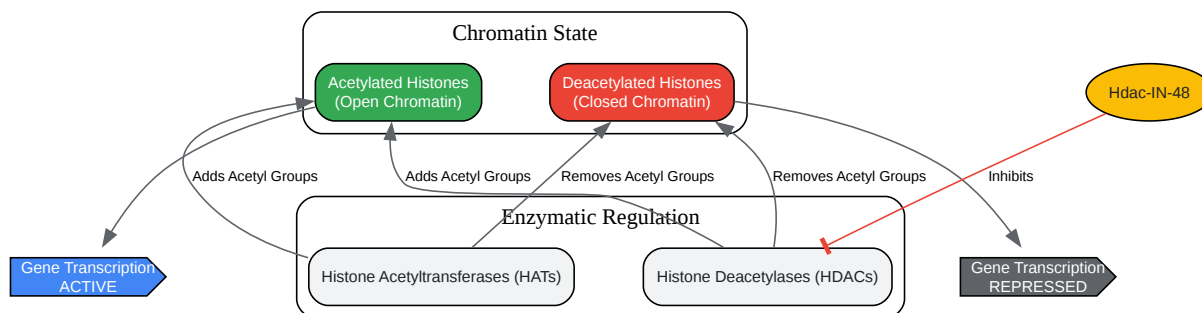 Chromatin State
Acetylated Histones
(Open Chromatin)
Deacetylated Histones
(Closed Chromatin)
Hdac-IN-48
Adds Acetyl Groups
Adds Acetyl Groups
Removes Acetyl Groups
Removes Acetyl Groups
Inhibits
Enzymatic Regulation
Gene Transcription
ACTIVE
Histone Acetyltransferases (HATs)
Histone Deacetylases (HDACs)
Gene Transcription
REPRESSED